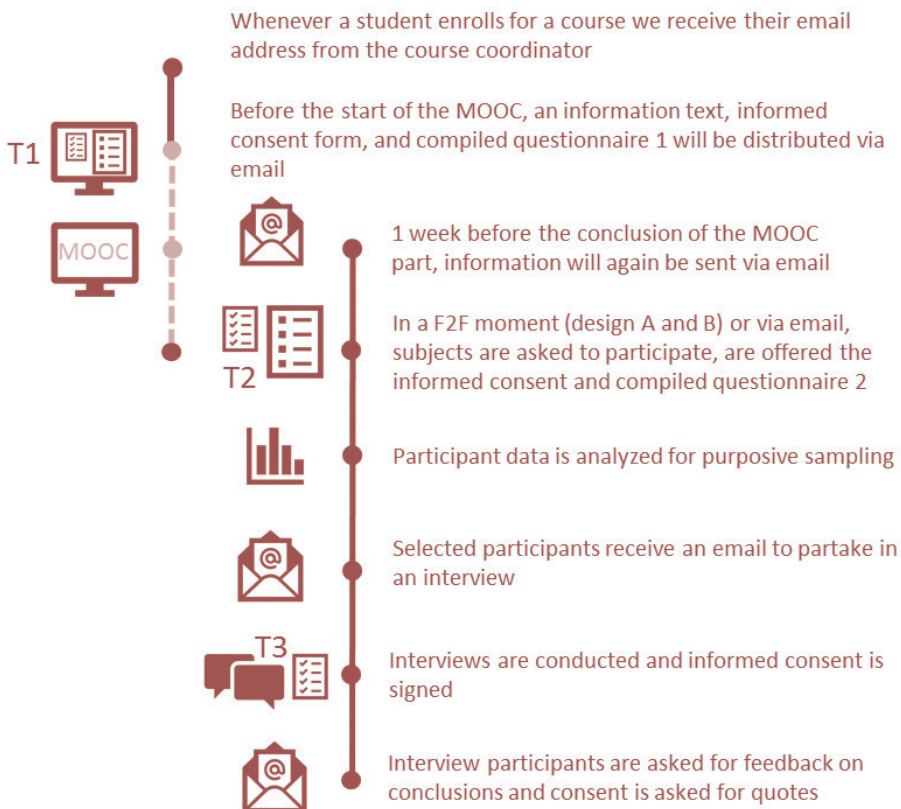 Whenever a student enrolls for a course we receive their email
address from the course coordinator
Before the start of the MOOC, an information text, informed
consent form, and compiled questionnaire 1 will be distributed via
email
T1
MOOC
1 week before the conclusion of the MOOC
part, information will again be sent via email
In a F2F moment (design A and B) or via email,
subjects are asked to participate, are offered the
informed consent and compiled questionnaire 2
T2
Participant data is analyzed for purposive sampling
Selected participants receive an email to partake in
an interview
T3
Interviews are conducted and informed consent is
signed
Interview participants are asked for feedback on
conclusions and consent is asked for quotes